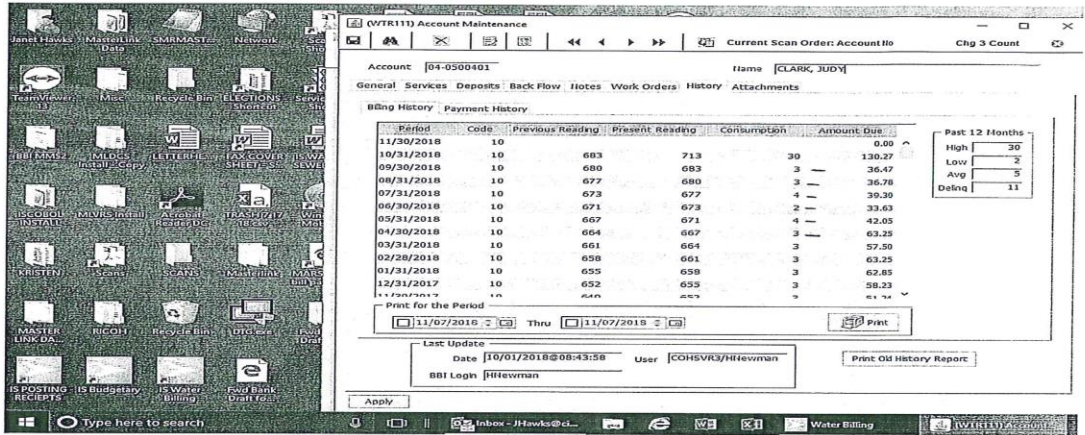 (WTR111) Account Maintenance
Current Scan Order: Account No
Chg 3 Count
Account 04-0500401
Name CLARK, JUDY
General Services Deposits Back Flow Notes Work Orders History Attachments
Billing History Payment History
Period Code Previous Reading Present Reading Consumption Amount Due
11/30/2018 10 0.00
10/31/2018 10 683 713 30 130.27
09/30/2018 10 680 683 3 36.47
08/31/2018 10 677 680 3 36.78
07/31/2018 10 673 677 4 39.30
06/30/2018 10 671 673 2 33.63
05/31/2018 10 667 671 4 42.05
04/30/2018 10 664 667 63.25
03/31/2018 10 661 664 3 57.50
02/28/2018 10 658 661 3 63.25
01/31/2018 10 655 658 3 62.85
12/31/2017 10 652 655 3 58.23
Past 12 Months
High 30
Low 2
Avg 5
Delnq 11
Print for the Period
11/07/2018 Thru 11/07/2018 Print
Last Update
Date 10/01/2018@08:43:58 User COHSVR3/HNewman
BBI Login HNewman
Print Old History Report
Apply
Janet Hawks
MasterLink Data
SMRMAST...
Network
TeamViewer 13
Misc
Recycle Bin
ELECTIONS
LETTERFIL...
FAX COVER SHEET
ISCOBOL INSTALL
MLVRS Install
Acrobat Reader DC
KRISTEN
Scans
SCANS
Masterlink
MASTER LINK DA...
RICOH
Recycle Bin
DTG.exe
IS POSTING RECIEPTS
IS Budgetary
IS Water Billing
Fwd Bank Draft fo...
Type here to search
Inbox - JHawks@ci...
Water Billing
(WTR111) Account...